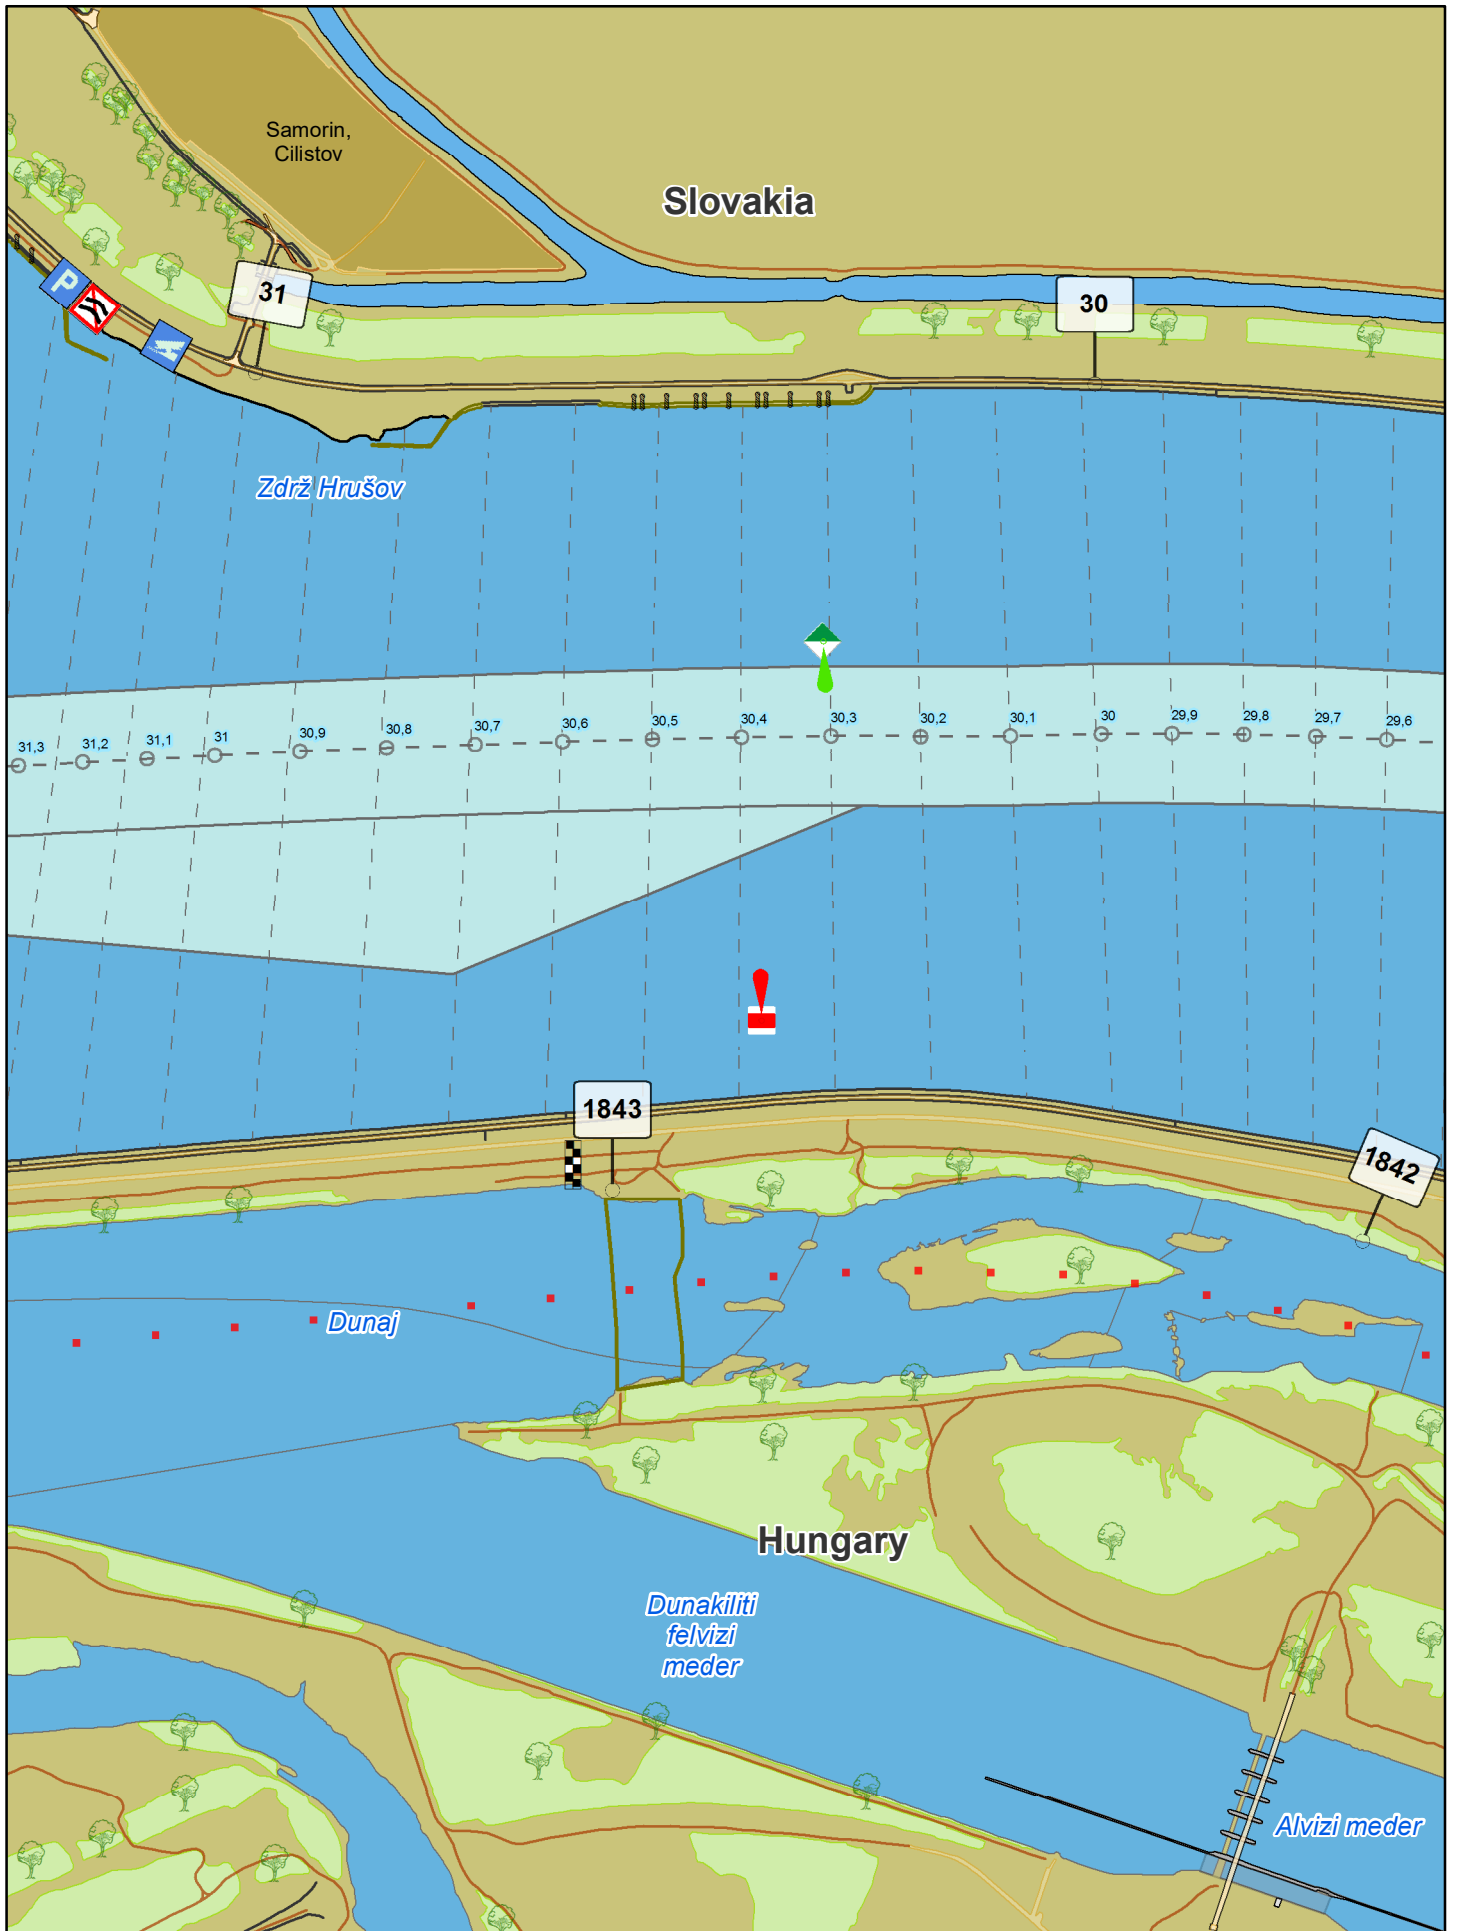 Samorin,
Cilistov
Slovakia
P
31
30
Zdrž Hrušov
31,3
31,2
31,1
31
30,9
30,8
30,7
30,6
30,5
30,4
30,3
30,2
30,1
30
29,9
29,8
29,7
29,6
1843
1842
Dunaj
Hungary
Dunakiliti
felvizi
meder
Alvizi meder